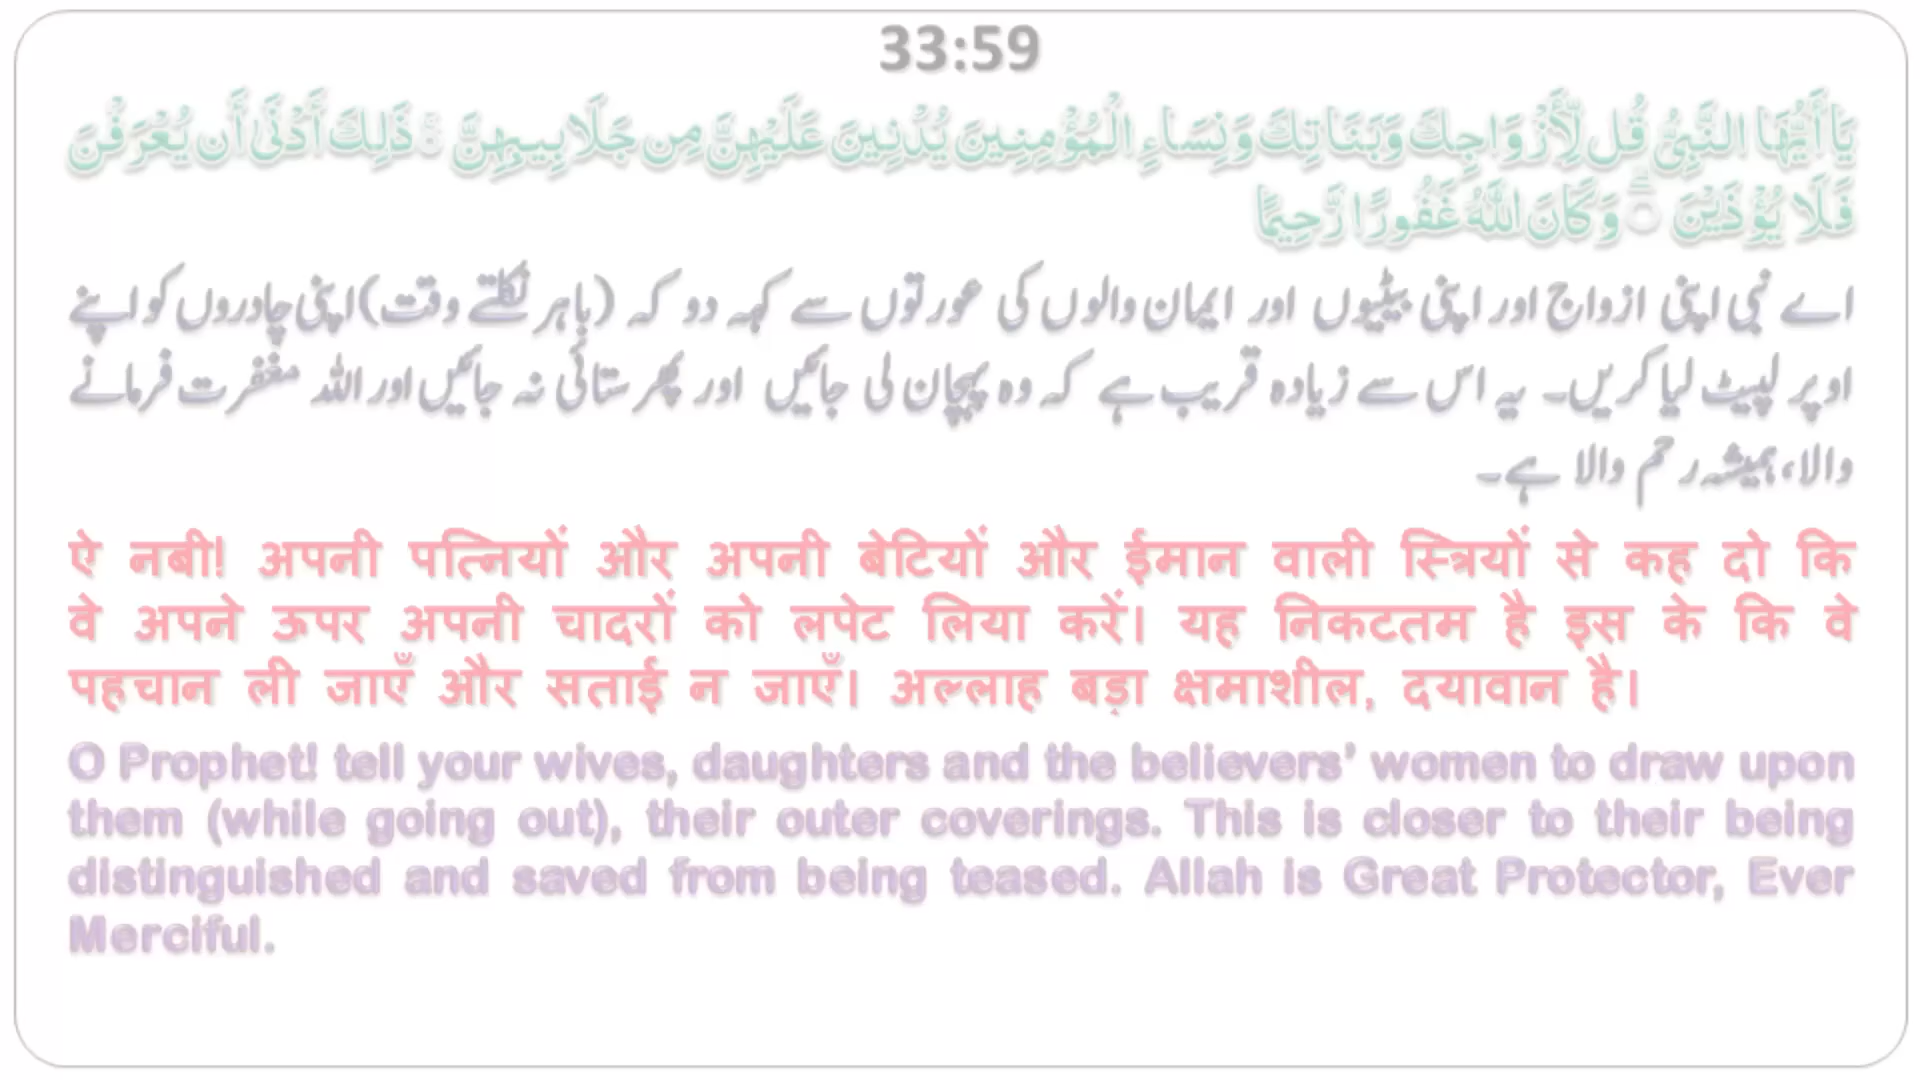 33:59
يَا أَيُّهَا النَّبِيُّ قُل لِّأَزْوَاجِكَ وَبَنَاتِكَ وَنِسَاءِ الْمُؤْمِنِينَ يُدْنِينَ عَلَيْهِنَّ مِن جَلَابِيبِهِنَّ ۚ ذَٰلِكَ أَدْنَىٰ أَن يُعْرَفْنَ
فَلَا يُؤْذَيْنَ ۗ وَكَانَ اللَّهُ غَفُورًا رَّحِيمًا
اے نبی اپنی ازواج اور اپنی بیٹیوں اور ایمان والوں کی عورتوں سے کہہ دو کہ (باہر نکلتے وقت) اپنی چادروں کو اپنے
اوپر لپیٹ لیا کریں۔ یہ اس سے زیادہ قریب ہے کہ وہ پہچان لی جائیں اور پھر ستائی نہ جائیں اور اللہ مغفرت فرمانے
والا، ہمیشہ رحم والا ہے۔
ऐ नबी! अपनी पत्नियों और अपनी बेटियों और ईमान वाली स्त्रियों से कह दो कि
वे अपने ऊपर अपनी चादरों को लपेट लिया करें। यह निकटतम है इस के कि वे
पहचान ली जाएँ और सताई न जाएँ। अल्लाह बड़ा क्षमाशील, दयावान है।
O Prophet! tell your wives, daughters and the believers’ women to draw upon
them (while going out), their outer coverings. This is closer to their being
distinguished and saved from being teased. Allah is Great Protector, Ever
Merciful.